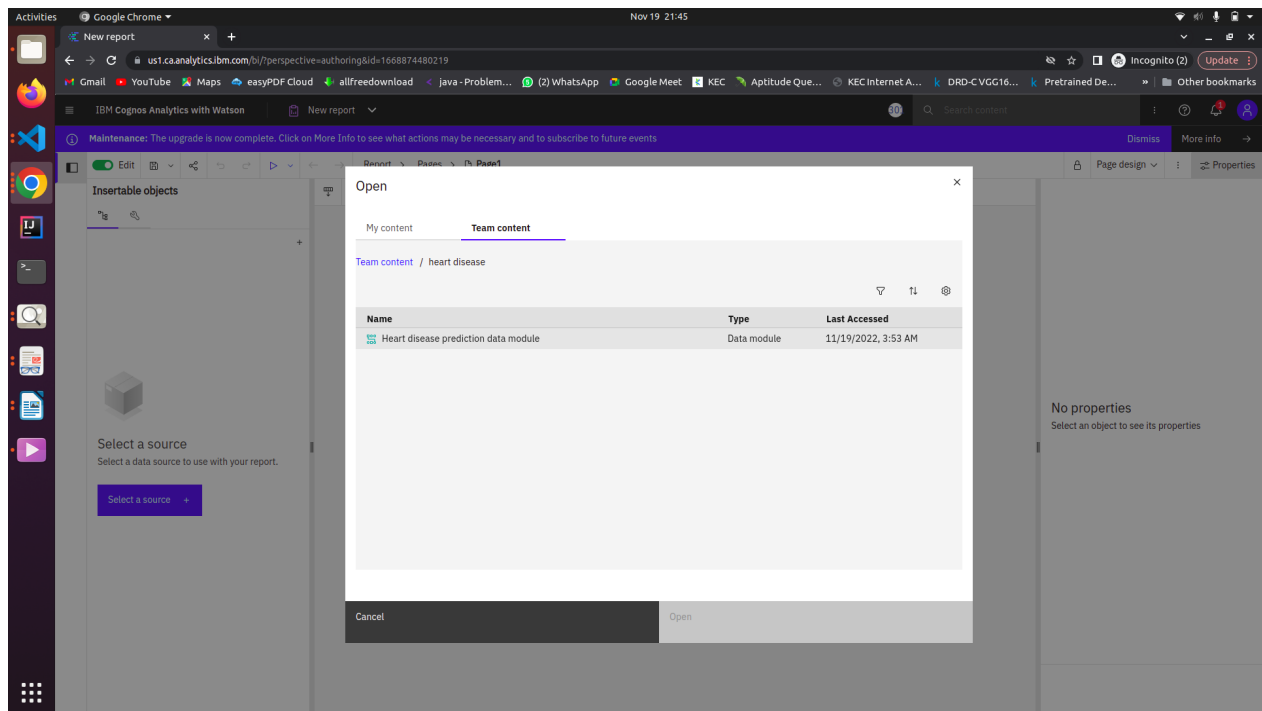 Activities
Google Chrome
Nov 19 21:45
New report
us1.ca.analytics.ibm.com/bi/?perspective=authoring&id=1668874480219
Incognito (2)
Update
Gmail
YouTube
Maps
easyPDF Cloud
allfreedownload
java - Problem...
(2) WhatsApp
Google Meet
KEC
Aptitude Que...
KEC Internet A...
DRD-C VGG16...
Pretrained De...
»
Other bookmarks
IBM Cognos Analytics with Watson
New report
30
Search content
Maintenance: The upgrade is now complete. Click on More Info to see what actions may be necessary and to subscribe to future events
Dismiss
More info
Edit
Report > Pages > Page1
Page design
Properties
Insertable objects
Open
My content
Team content
Team content / heart disease
Name Type Last Accessed
Heart disease prediction data module Data module 11/19/2022, 3:53 AM
Select a source
Select a data source to use with your report.
Select a source +
No properties
Select an object to see its properties
Cancel
Open